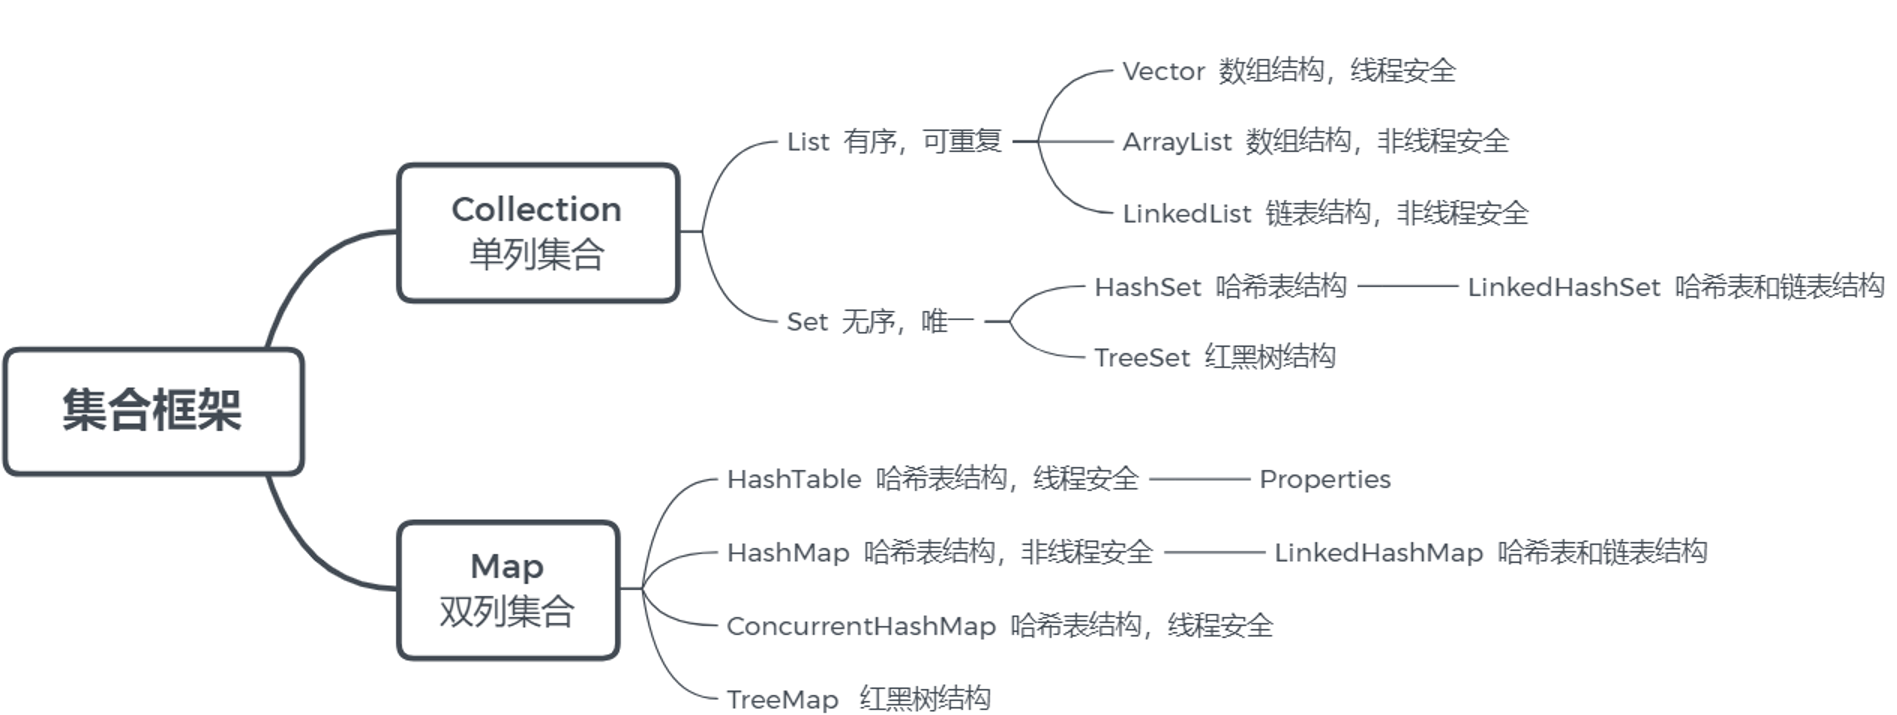 集合框架
Collection
单列集合
List 有序，可重复
Vector 数组结构，线程安全
ArrayList 数组结构，非线程安全
LinkedList 链表结构，非线程安全
Set 无序，唯一
HashSet 哈希表结构
LinkedHashSet 哈希表和链表结构
TreeSet 红黑树结构
Map
双列集合
HashTable 哈希表结构，线程安全
Properties
HashMap 哈希表结构，非线程安全
LinkedHashMap 哈希表和链表结构
ConcurrentHashMap 哈希表结构，线程安全
TreeMap 红黑树结构